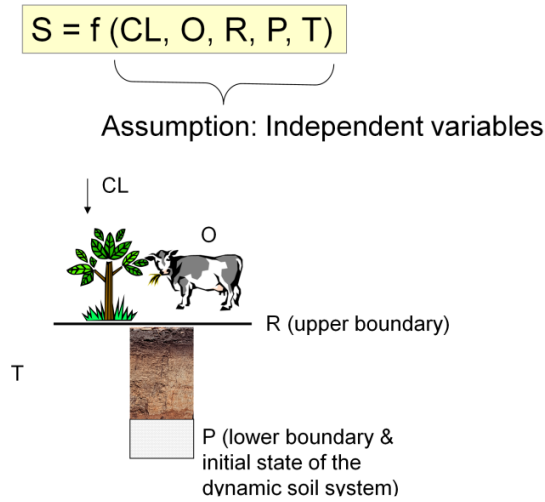 S = f (CL, O, R, P, T)
Assumption: Independent variables
CL
O
R (upper boundary)
T
P (lower boundary &
initial state of the
dynamic soil system)